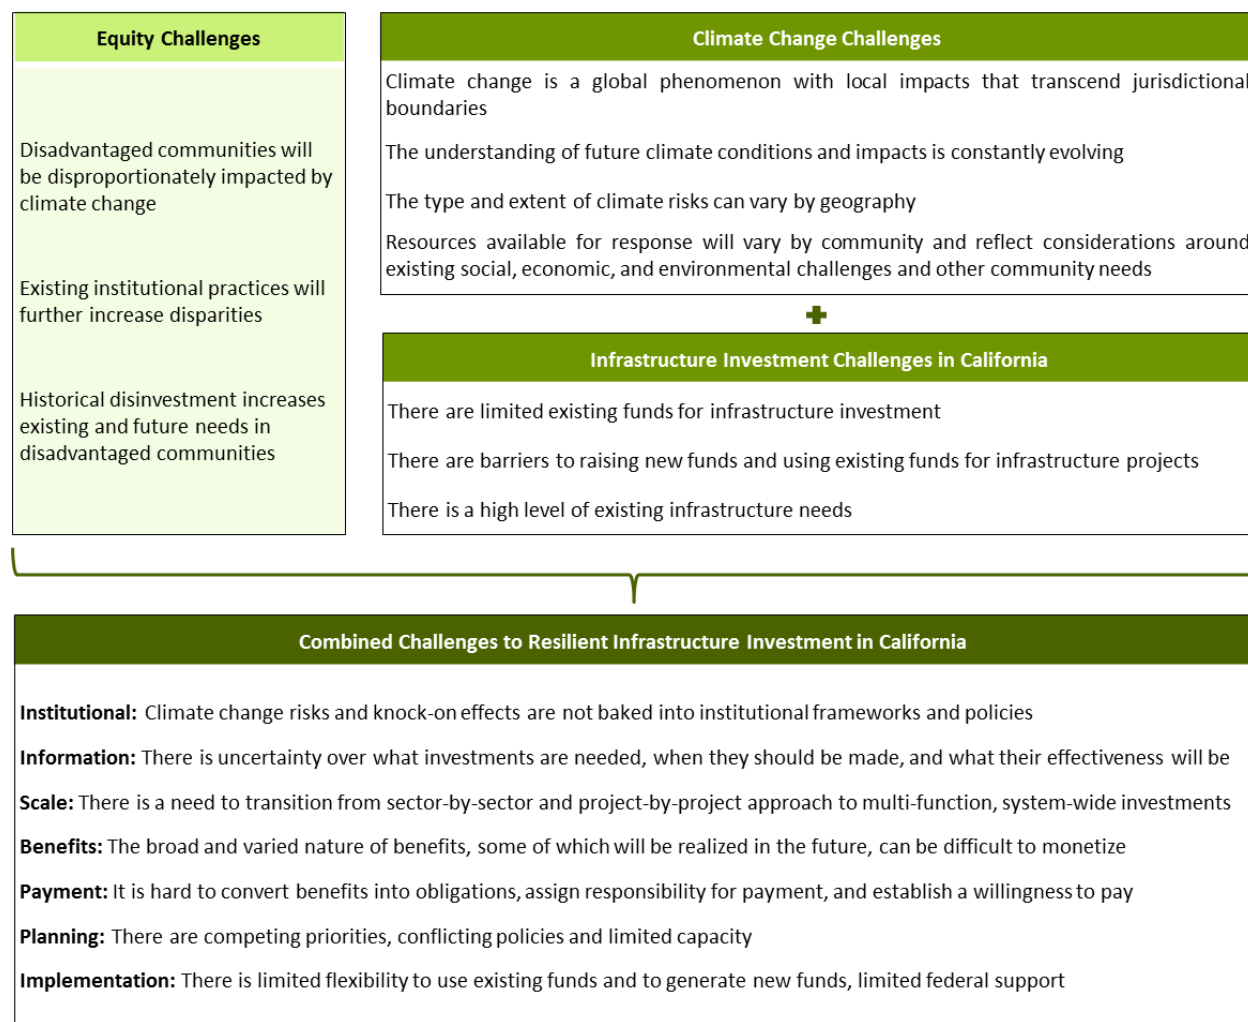 Equity Challenges
Disadvantaged communities will
be disproportionately impacted by
climate change
Existing institutional practices will
further increase disparities
Historical disinvestment increases
existing and future needs in
disadvantaged communities
Climate Change Challenges
Climate change is a global phenomenon with local impacts that transcend jurisdictional
boundaries
The understanding of future climate conditions and impacts is constantly evolving
The type and extent of climate risks can vary by geography
Resources available for response will vary by community and reflect considerations around
existing social, economic, and environmental challenges and other community needs
Infrastructure Investment Challenges in California
There are limited existing funds for infrastructure investment
There are barriers to raising new funds and using existing funds for infrastructure projects
There is a high level of existing infrastructure needs
Combined Challenges to Resilient Infrastructure Investment in California
Institutional: Climate change risks and knock-on effects are not baked into institutional frameworks and policies
Information: There is uncertainty over what investments are needed, when they should be made, and what their effectiveness will be
Scale: There is a need to transition from sector-by-sector and project-by-project approach to multi-function, system-wide investments
Benefits: The broad and varied nature of benefits, some of which will be realized in the future, can be difficult to monetize
Payment: It is hard to convert benefits into obligations, assign responsibility for payment, and establish a willingness to pay
Planning: There are competing priorities, conflicting policies and limited capacity
Implementation: There is limited flexibility to use existing funds and to generate new funds, limited federal support